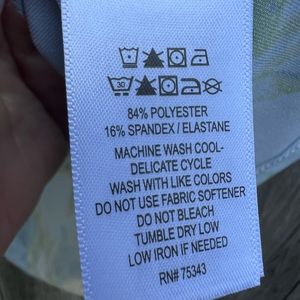 30
84% POLYESTER
16% SPANDEX / ELASTANE
MACHINE WASH COOL-
DELICATE CYCLE
WASH WITH LIKE COLORS
DO NOT USE FABRIC SOFTENER
DO NOT BLEACH
TUMBLE DRY LOW
LOW IRON IF NEEDED
RN# 75343